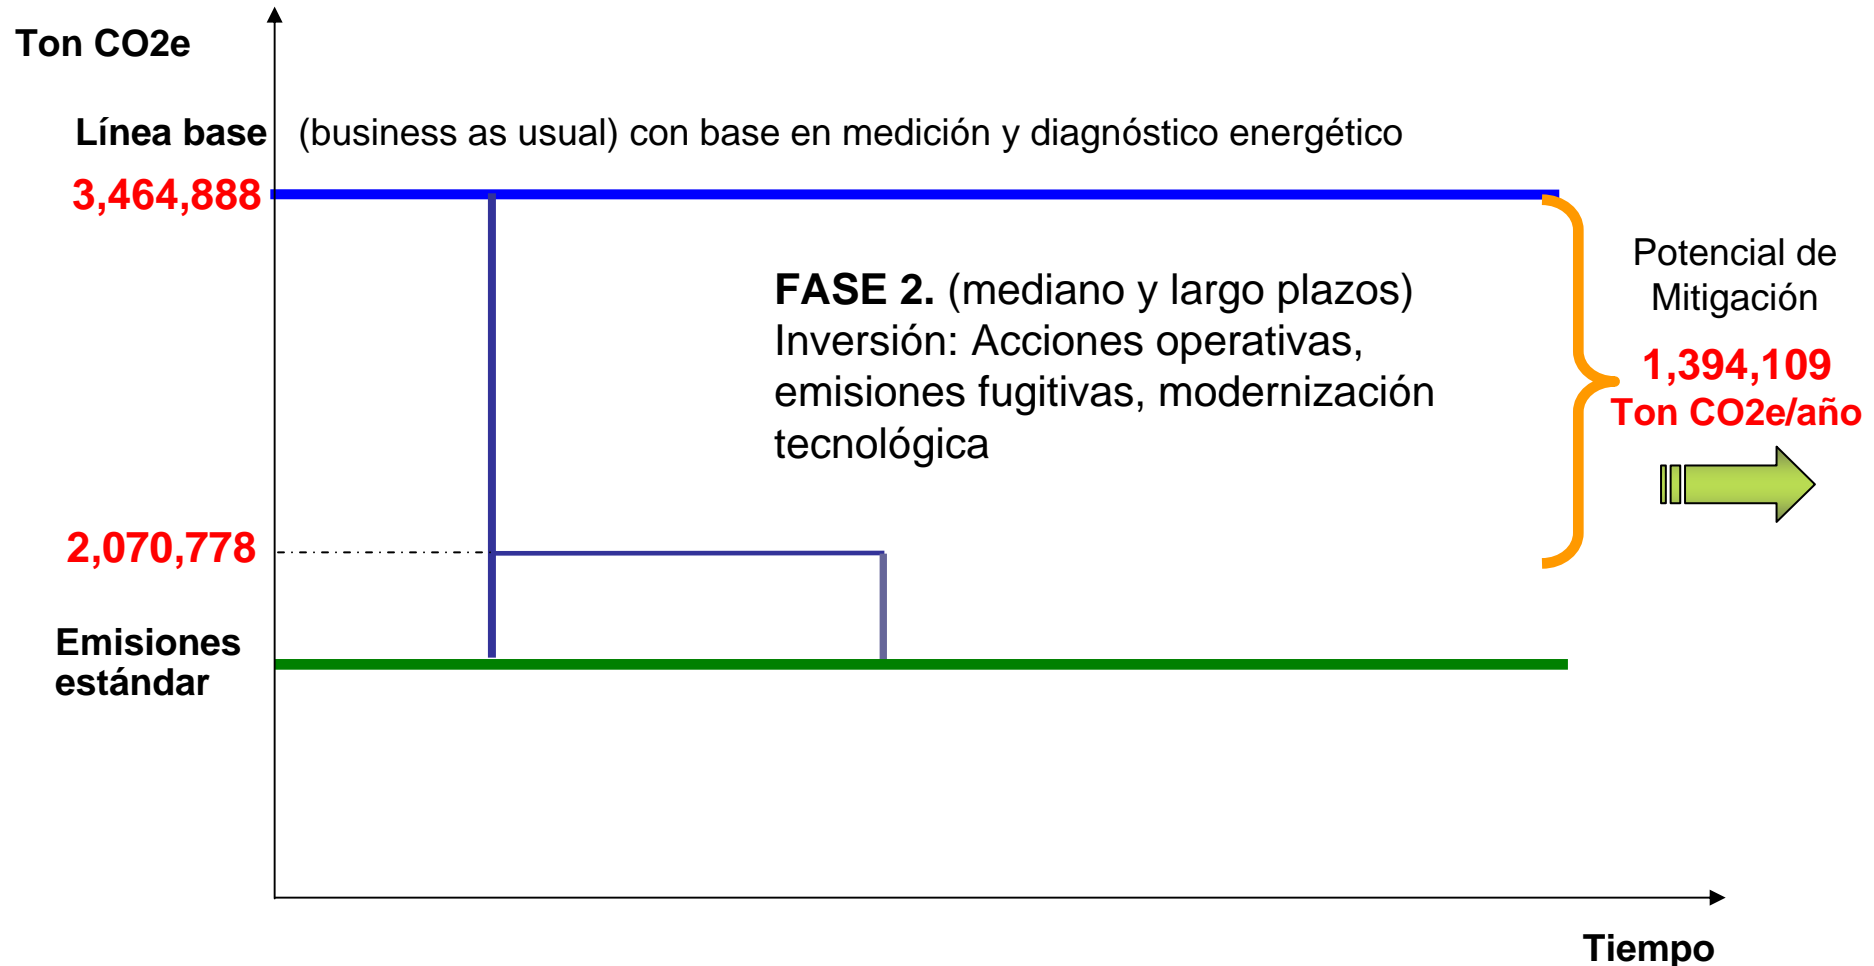 Ton CO2e
Línea base (business as usual) con base en medición y diagnóstico energético
3,464,888
FASE 2. (mediano y largo plazos)
Inversión: Acciones operativas,
emisiones fugitivas, modernización
tecnológica
Potencial de
Mitigación
1,394,109
Ton CO2e/año
2,070,778
Emisiones
estándar
Tiempo